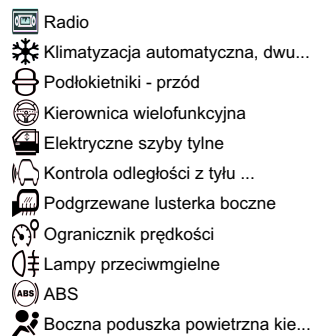 Radio
Klimatyzacja automatyczna, dwu...
Podłokietniki - przód
Kierownica wielofunkcyjna
Elektryczne szyby tylne
Kontrola odległości z tyłu ...
Podgrzewane lusterka boczne
Ogranicznik prędkości
Lampy przeciwmgielne
ABS ABS
Boczna poduszka powietrzna kie...